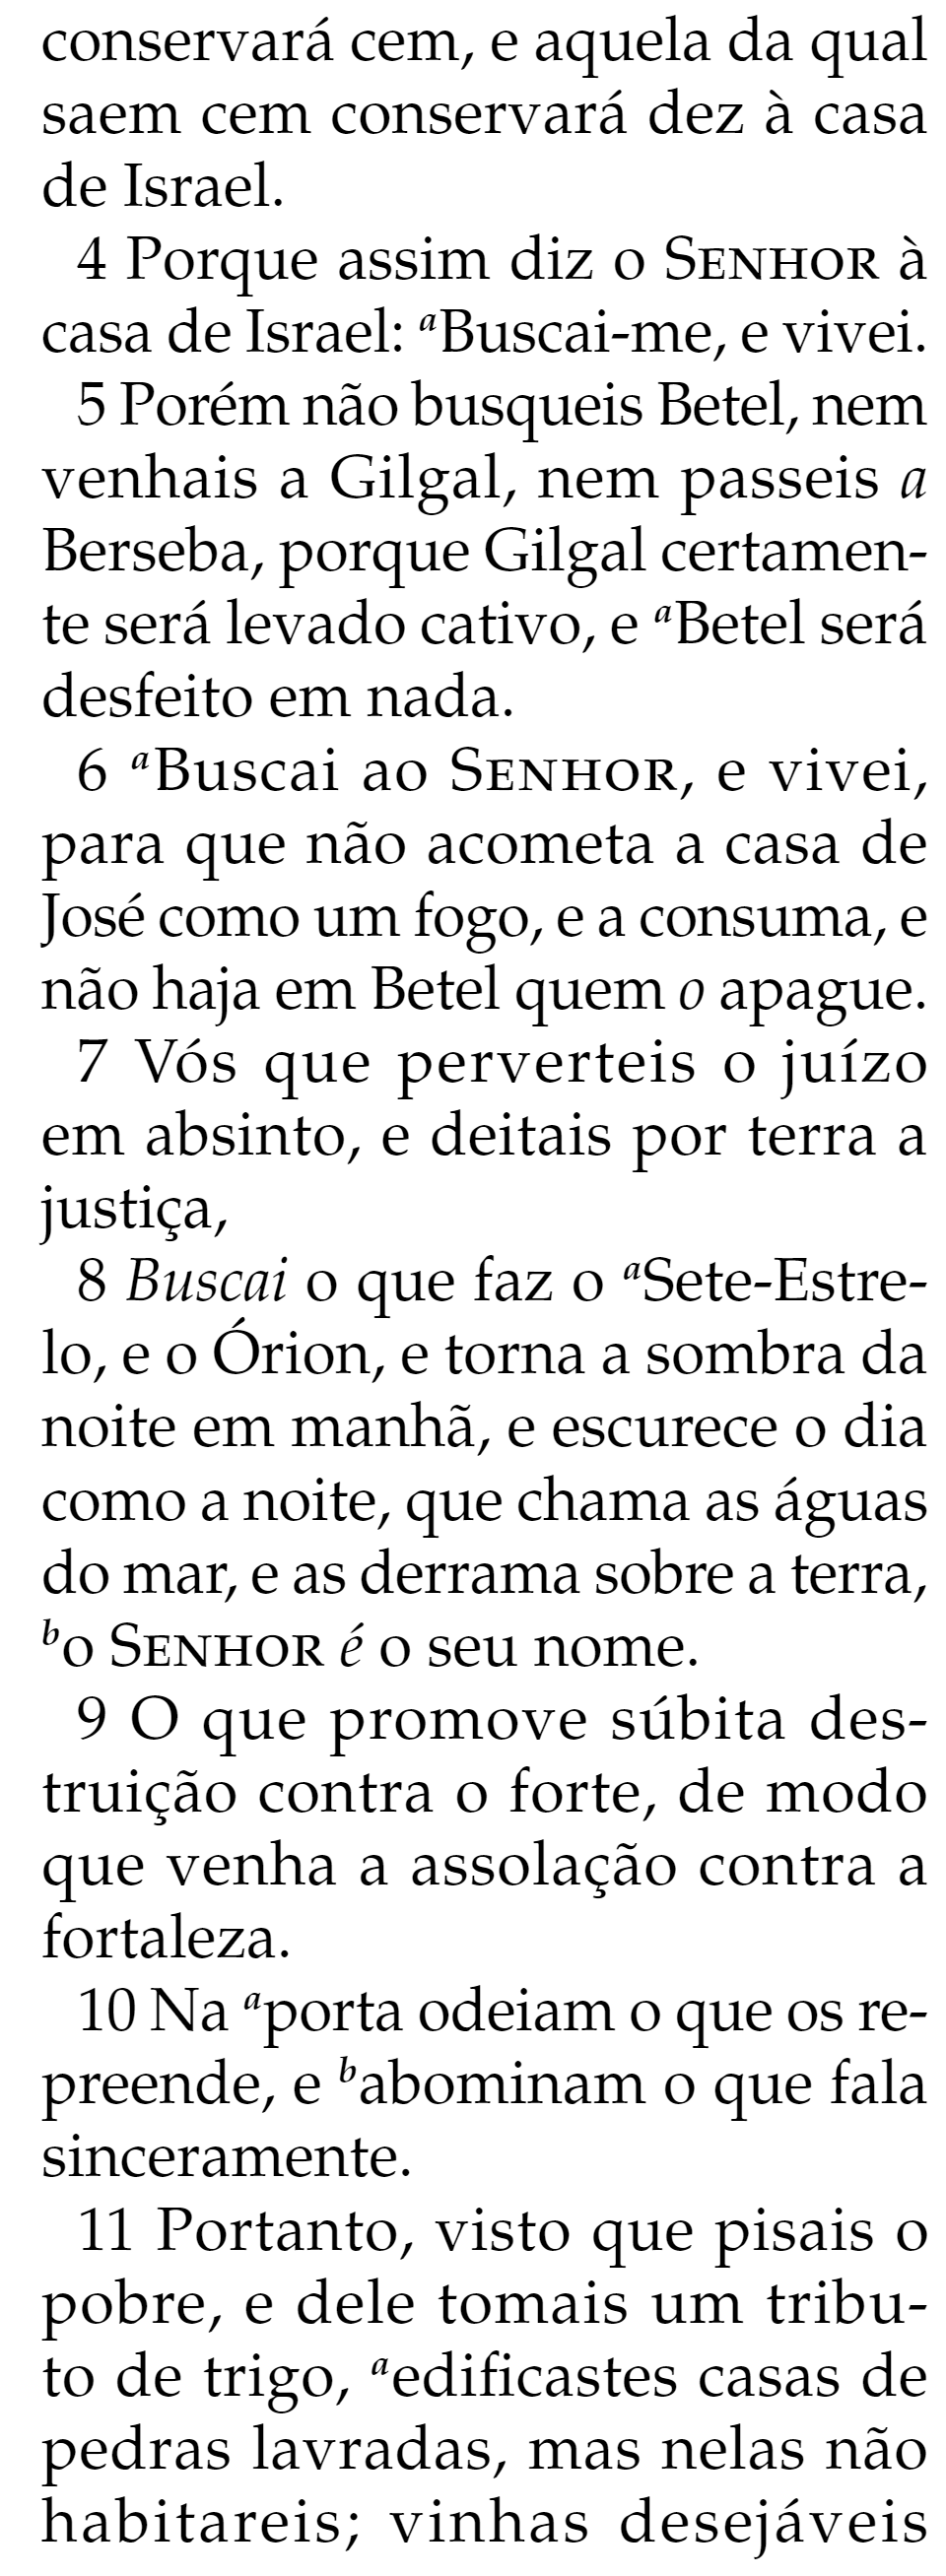 conservará cem, e aquela da qual
saem cem conservará dez à casa
de Israel.
4 Porque assim diz o SENHOR à
casa de Israel: aBuscai-me, e vivei.
5 Porém não busqueis Betel, nem
venhais a Gilgal, nem passeis a
Berseba, porque Gilgal certamen-
te será levado cativo, e aBetel será
desfeito em nada.
6 aBuscai ao SENHOR, e vivei,
para que não acometa a casa de
José como um fogo, e a consuma, e
não haja em Betel quem o apague.
7 Vós que perverteis o juízo
em absinto, e deitais por terra a
justiça,
8 Buscai o que faz o aSete-Estre-
lo, e o Órion, e torna a sombra da
noite em manhã, e escurece o dia
como a noite, que chama as águas
do mar, e as derrama sobre a terra,
bo SENHOR é o seu nome.
9 O que promove súbita des-
truição contra o forte, de modo
que venha a assolação contra a
fortaleza.
10 Na aporta odeiam o que os re-
preende, e babominam o que fala
sinceramente.
11 Portanto, visto que pisais o
pobre, e dele tomais um tribu-
to de trigo, aedificastes casas de
pedras lavradas, mas nelas não
habitareis; vinhas desejáveis